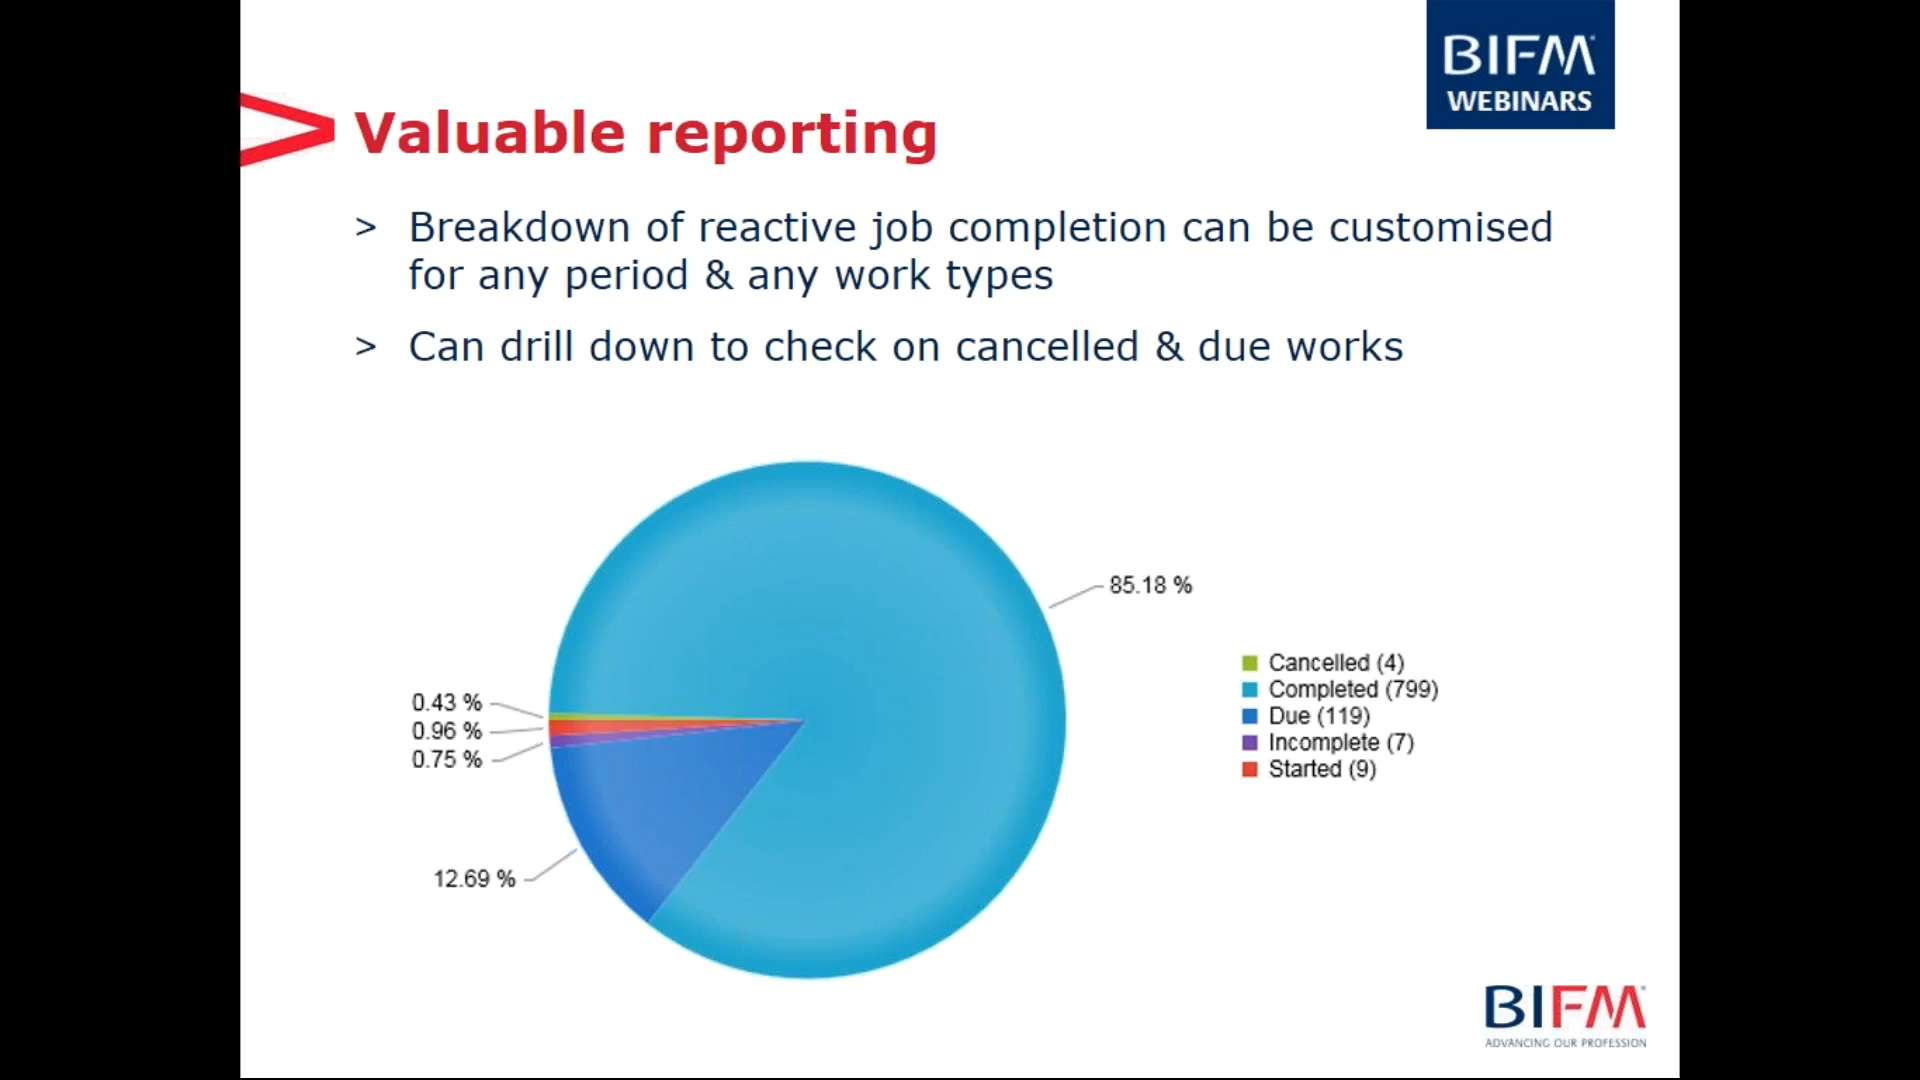 BIFM
WEBINARS
Valuable reporting
> Breakdown of reactive job completion can be customised
for any period & any work types
> Can drill down to check on cancelled & due works
85.18 %
0.43 %
0.96 %
0.75 %
12.69 %
Cancelled (4)
Completed (799)
Due (119)
Incomplete (7)
Started (9)
BIFM
ADVANCING OUR PROFESSION